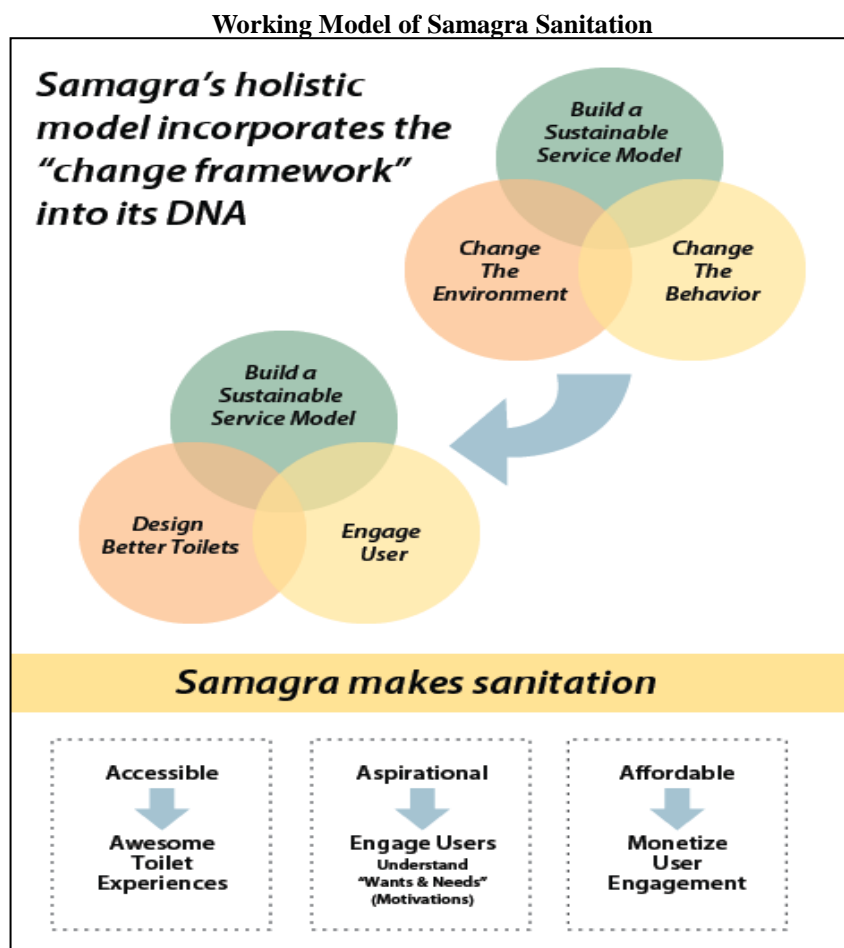 Working Model of Samagra Sanitation
Samagra's holistic
model incorporates the
"change framework"
into its DNA
Build a
Sustainable
Service Model
Change
The
Environment
Change
The
Behavior
Build a
Sustainable
Service Model
Design
Better Toilets
Engage
User
Samagra makes sanitation
Accessible
Awesome
Toilet
Experiences
Aspirational
Engage Users
Understand
"Wants & Needs"
(Motivations)
Affordable
Monetize
User
Engagement